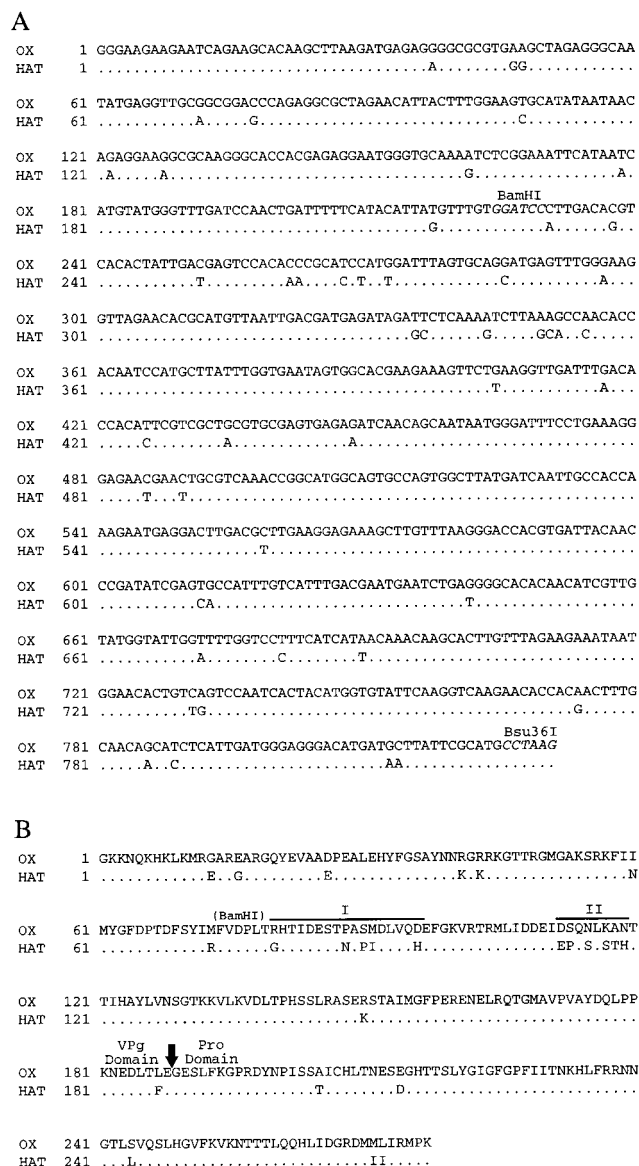 A
OX 1 GGGAAGAAGAATCAGAAGCACAAGCTTAAGATGAGAGGGGCGCGTGAAGCTAGAGGGCAA
HAT 1 .....................................A........GG............
OX 61 TATGAGGTTGCGGCGGACCCAGAGGCGCTAGAACATTACTTTGGAAGTGCATATAATAAC
HAT 61 ...........A.....G.............................C............
OX 121 AGAGGAAGGCGCAAGGGCACCACGAGAGGAATGGGTGCAAAATCTCGGAAATTCATAATC
HAT 121 .A.....A.................................G................A.
BamHI
OX 181 ATGTATGGGTTTGATCCAACTGATTTTTCATACATTATGTTTGTGGATCCCTTGACACGT
HAT 181 .....................................G............A......G..
OX 241 CACACTATTGACGAGTCCACACCCGCATCCATGGATTTAGTGCAGGATGAGTTTGGGAAG
HAT 241 ...........T.........AA....C.T..T............C..........A...
OX 301 GTTAGAACACGCATGTTAATTGACGATGAGATAGATTCTCAAAATCTTAAAGCCAACACC
HAT 301 ...................................GC......G.....GCA..C.....
OX 361 ACAATCCATGCTTATTTGGTGAATAGTGGCACGAAGAAAGTTCTGAAGGTTGATTTGACA
HAT 361 ............................................T...........A...
OX 421 CCACATTCGTCGCTGCGTGCGAGTGAGAGATCAACAGCAATAATGGGATTTCCTGAAAGG
HAT 421 .....C........A.............A...............................
OX 481 GAGAACGAACTGCGTCAAACCGGCATGGCAGTGCCAGTGGCTTATGATCAATTGCCACCA
HAT 481 .....T...T..................................................
OX 541 AAGAATGAGGACTTGACGCTTGAAGGAGAAAGCTTGTTTAAGGGACCACGTGATTACAAC
HAT 541 ..................T.........................................
OX 601 CCGATATCGAGTGCCATTTGTCATTTGACGAATGAATCTGAGGGGCACACAACATCGTTG
HAT 601 ...........CA............................T..................
OX 661 TATGGTATTGGTTTTGGTCCTTTCATCATAACAAACAAGCACTTGTTTAGAAGAAATAAT
HAT 661 ...........A........C........T..............................
OX 721 GGAACACTGTCAGTCCAATCACTACATGGTGTATTCAAGGTCAAGAACACCACAACTTTG
HAT 721 ..........TG.........................................G......
Bsu36I
OX 781 CAACAGCATCTCATTGATGGGAGGGACATGATGCTTATTCGCATGCCTAAG
HAT 781 .....A..C.......................AA.................
B
OX 1 GKKNQKHKLKMRGAREARGQYEVAADPEALEHYFGSAYNNRGRRKGTTRGMGAKSRKFII
HAT 1 ............E..G.........E..............R.K................N
(BamHI) I II
OX 61 MYGFDPTDFSYIMFVDPLTRHTIDESTPASMDLVQDEFGKVRTRMLIDDEIDSQNLKANT
HAT 61 ............R......G.......N.PI....H...............EP.S.STH.
OX 121 TIHAYLVNSGTKKVLKVDLTPHSSLRASERSTAIMGFPERENELRQTGMAVPVAYDQLPP
HAT 121 .............................K..............................
VPg Pro
Domain Domain
OX 181 KNEDLTLEGESLFKGPRDYNPISSAICHLTNESEGHTTSLYGIGFGPFIITNKHLFRRNN
HAT 181 ......F.................T........D..........................
OX 241 GTLSVQSLHGVFKVKNTTTLQQHLIDGRDMMLIRMPK
HAT 241 ...L..........................II.....